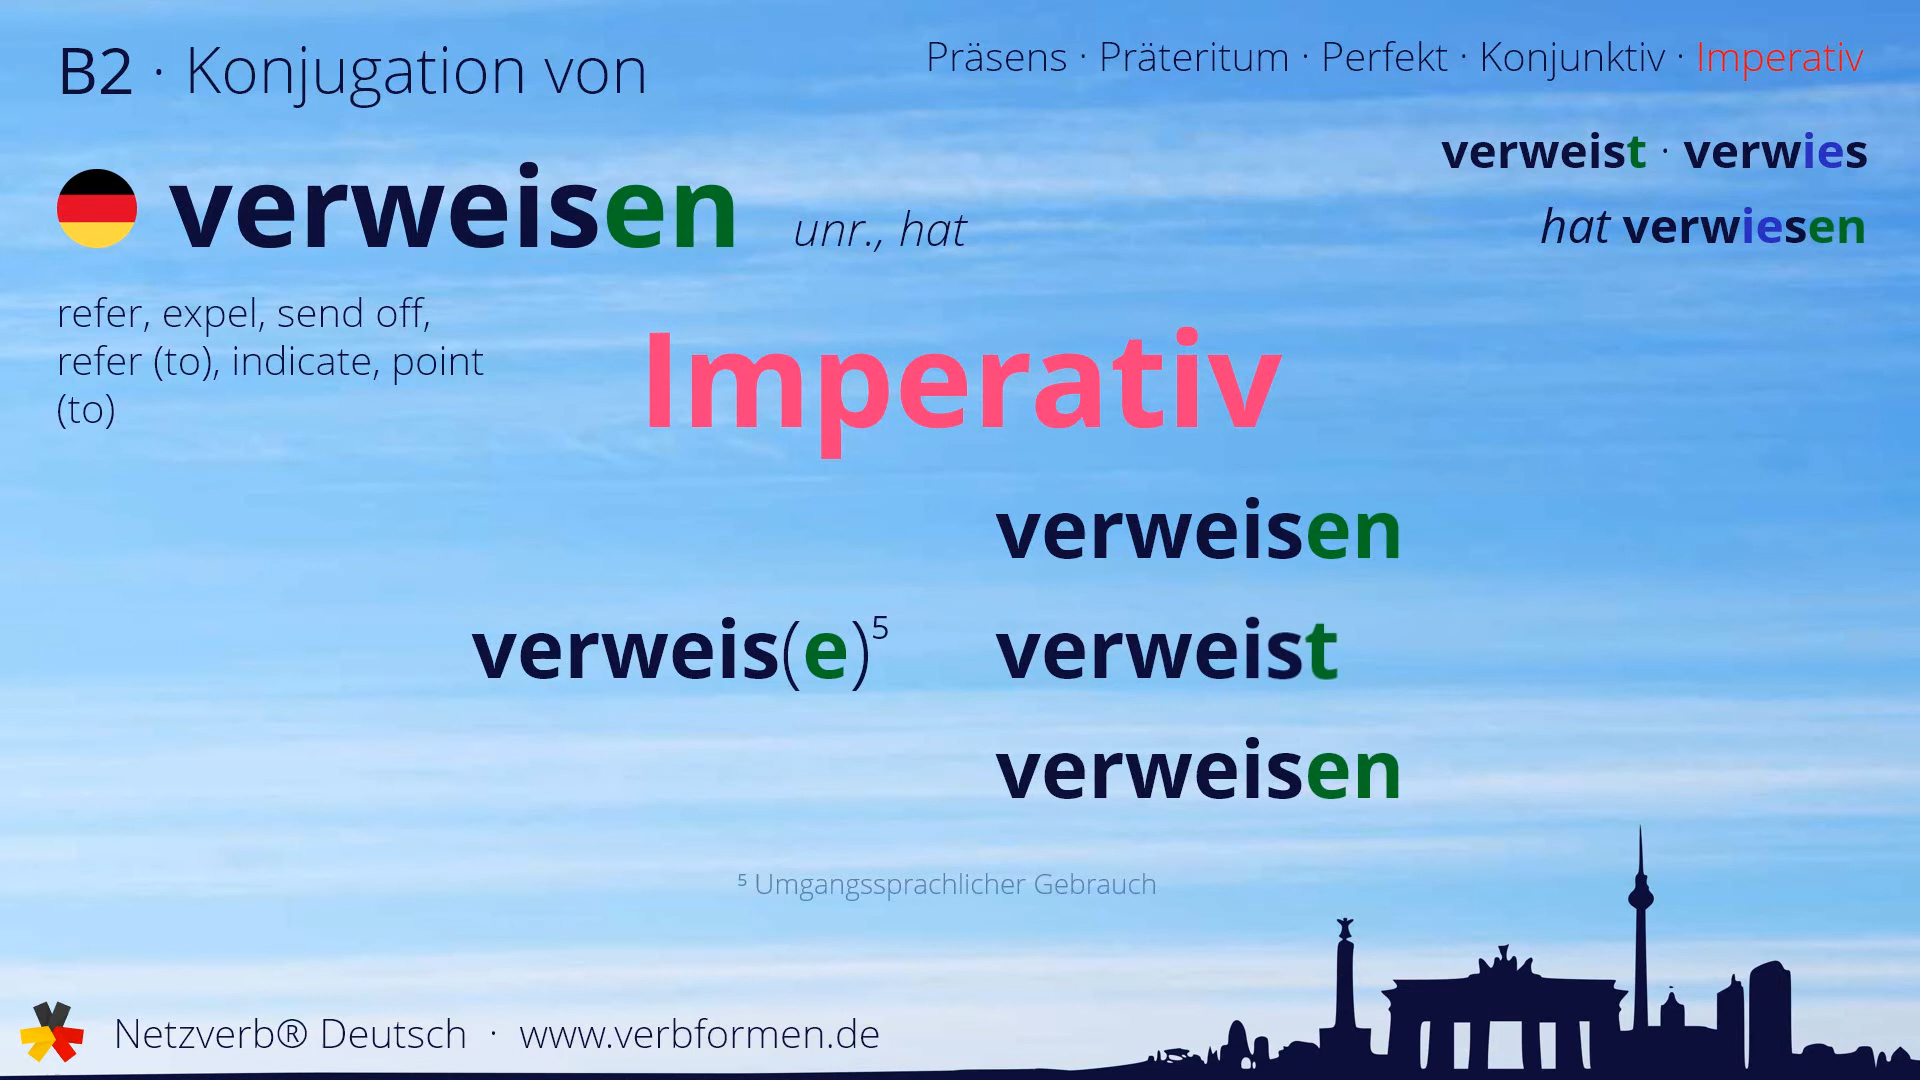 B2 · Konjugation von
Präsens · Präteritum · Perfekt · Konjunktiv · Imperativ
verweist · verwies
hat verwiesen
verweisen unr., hat
refer, expel, send off,
refer (to), indicate, point
(to)
Imperativ
verweisen
verweis(e)⁵ verweist
verweisen
⁵ Umgangssprachlicher Gebrauch
Netzverb® Deutsch · www.verbformen.de